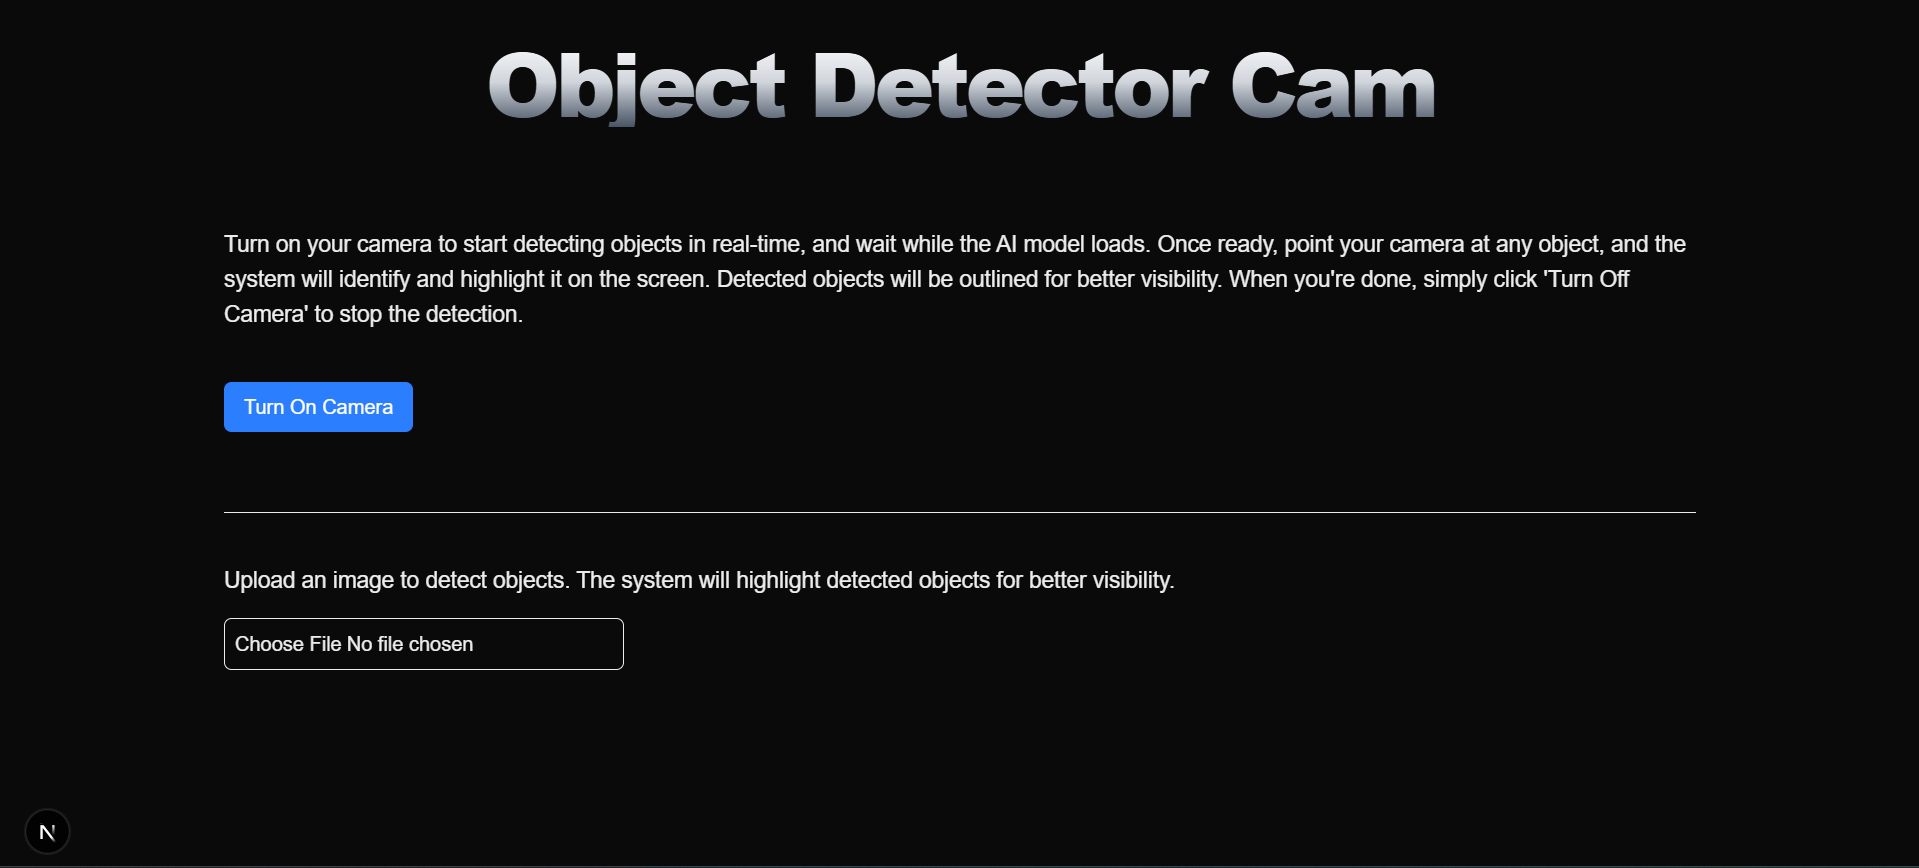 Object Detector Cam
Turn on your camera to start detecting objects in real-time, and wait while the AI model loads. Once ready, point your camera at any object, and the
system will identify and highlight it on the screen. Detected objects will be outlined for better visibility. When you're done, simply click 'Turn Off
Camera' to stop the detection.
Turn On Camera
Upload an image to detect objects. The system will highlight detected objects for better visibility.
Choose File No file chosen
N